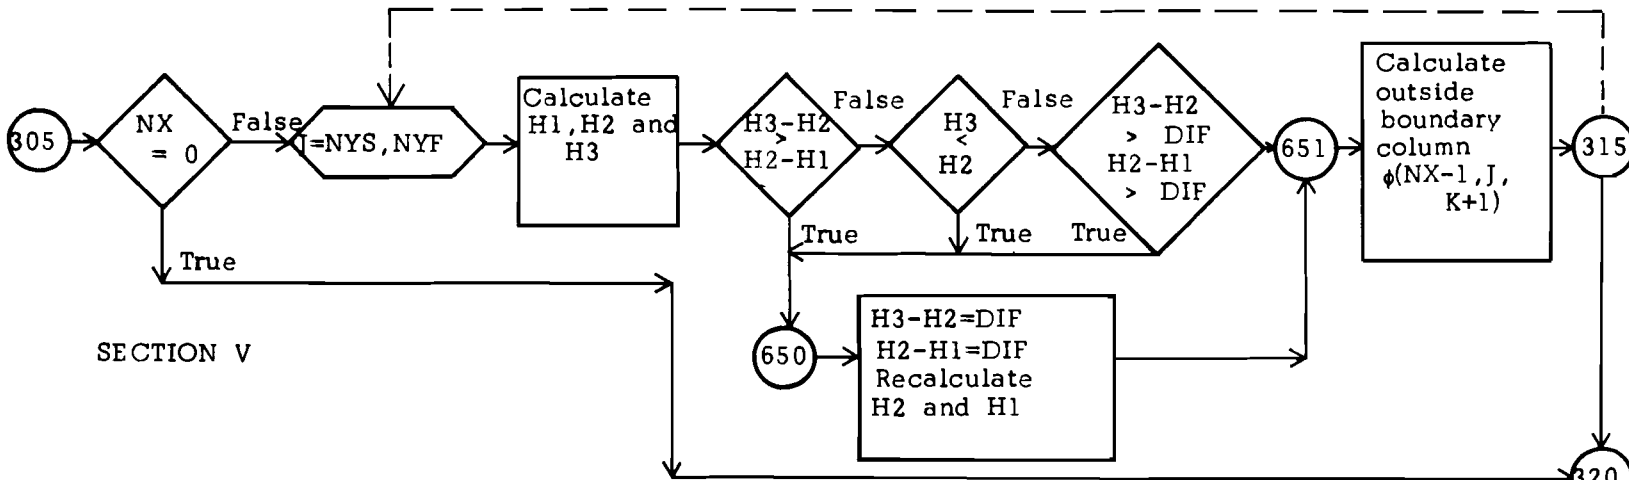 305
NX
= 0
False
True
J=NYS,NYF
Calculate
H1,H2 and
H3
H3-H2
>
H2-H1
False
True
H3
<
H2
False
True
H3-H2
> DIF
H2-H1
> DIF
True
651
Calculate
outside
boundary
column
ϕ(NX-1,J,
K+1)
315
650
H3-H2=DIF
H2-H1=DIF
Recalculate
H2 and H1
SECTION V
320